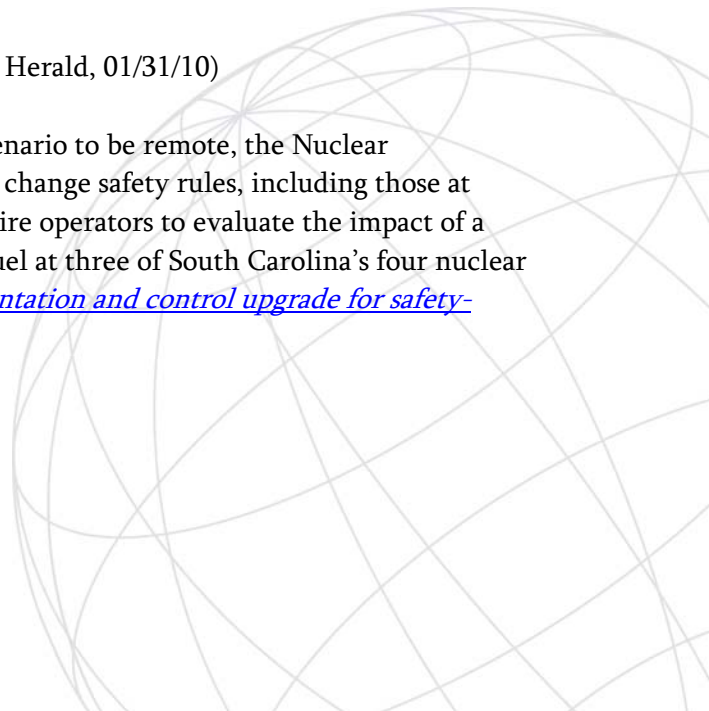 Herald, 01/31/10)
enario to be remote, the Nuclear
change safety rules, including those at
ire operators to evaluate the impact of a
uel at three of South Carolina’s four nuclear
ntation and control upgrade for safety-